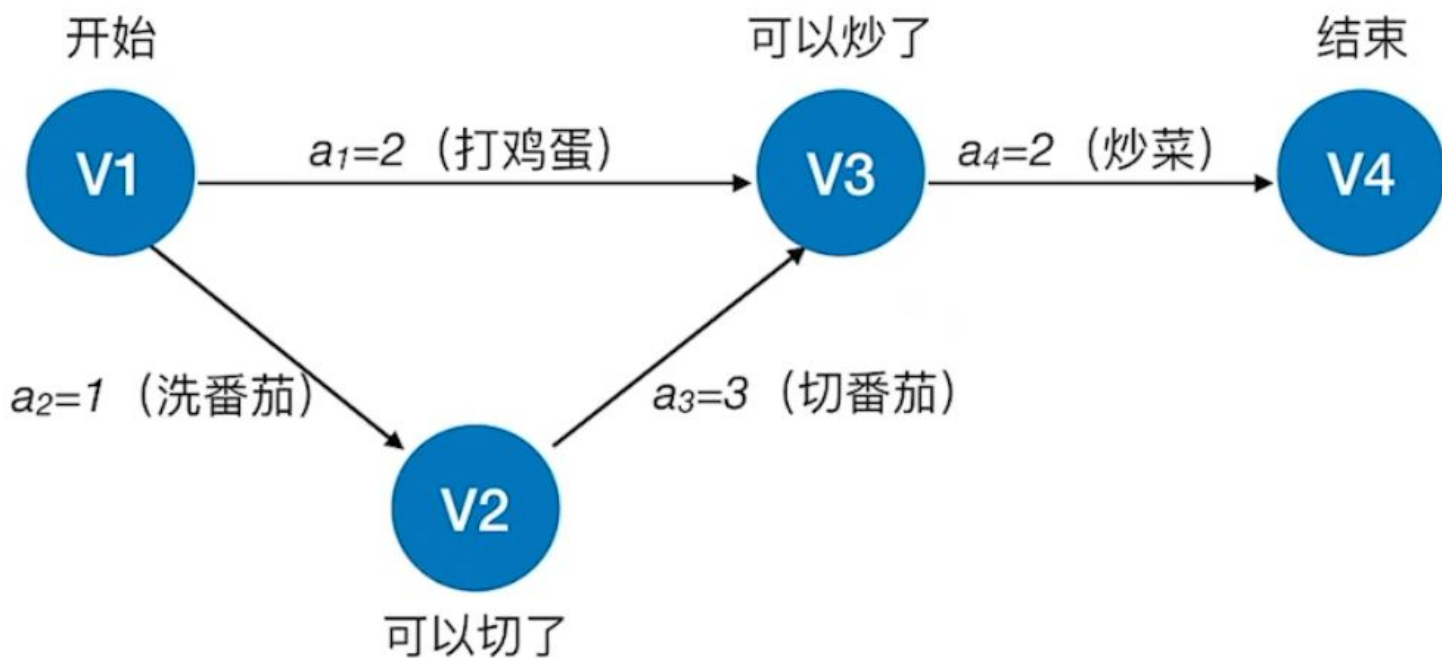 开始
可以炒了
结束
V1
a₁=2（打鸡蛋）
V3
a₄=2（炒菜）
V4
a₂=1（洗番茄）
a₃=3（切番茄）
V2
可以切了